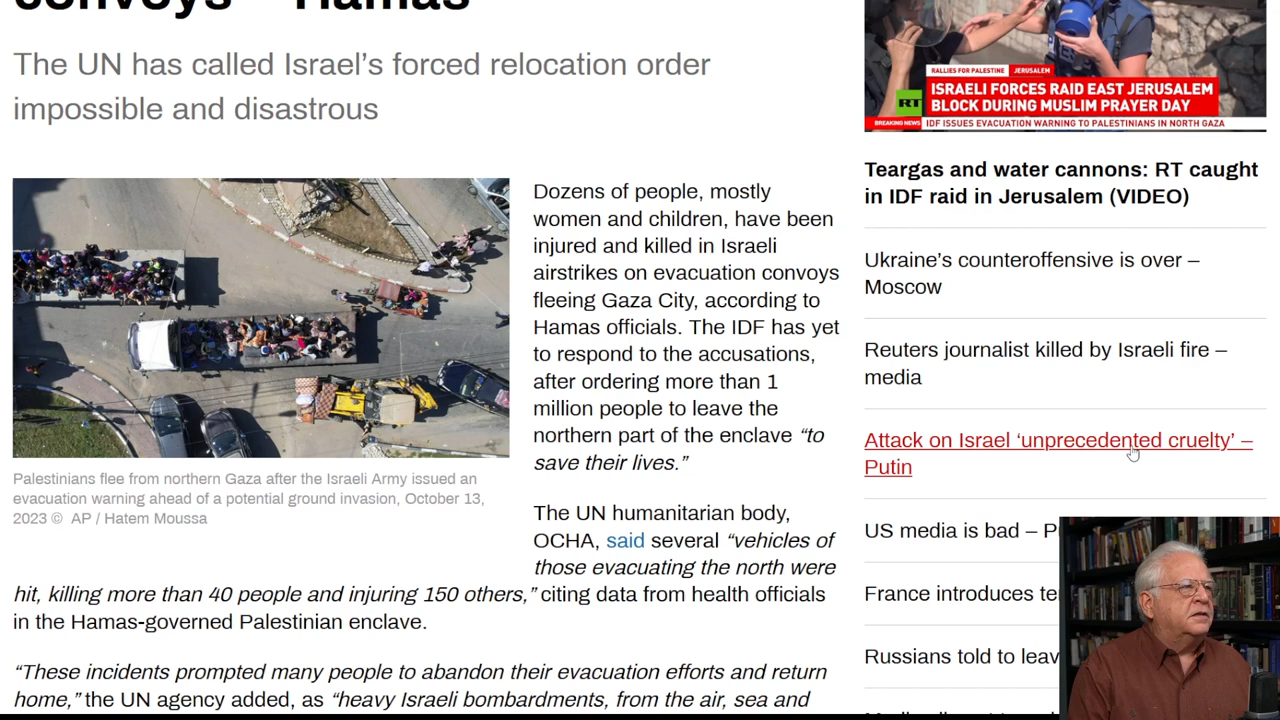 convoys – Hamas
The UN has called Israel’s forced relocation order
impossible and disastrous
Palestinians flee from northern Gaza after the Israeli Army issued an
evacuation warning ahead of a potential ground invasion, October 13,
2023 © AP / Hatem Moussa
Dozens of people, mostly
women and children, have been
injured and killed in Israeli
airstrikes on evacuation convoys
fleeing Gaza City, according to
Hamas officials. The IDF has yet
to respond to the accusations,
after ordering more than 1
million people to leave the
northern part of the enclave “to
save their lives.”
The UN humanitarian body,
OCHA, said several “vehicles of
those evacuating the north were
hit, killing more than 40 people and injuring 150 others,” citing data from health officials
in the Hamas-governed Palestinian enclave.
“These incidents prompted many people to abandon their evacuation efforts and return
home,” the UN agency added, as “heavy Israeli bombardments, from the air, sea and
RALLIES FOR PALESTINE JERUSALEM
RT
ISRAELI FORCES RAID EAST JERUSALEM
BLOCK DURING MUSLIM PRAYER DAY
BREAKING NEWS IDF ISSUES EVACUATION WARNING TO PALESTINIANS IN NORTH GAZA
Teargas and water cannons: RT caught
in IDF raid in Jerusalem (VIDEO)
Ukraine’s counteroffensive is over –
Moscow
Reuters journalist killed by Israeli fire –
media
Attack on Israel ‘unprecedented cruelty’ –
Putin
US media is bad – P
France introduces te
Russians told to leav